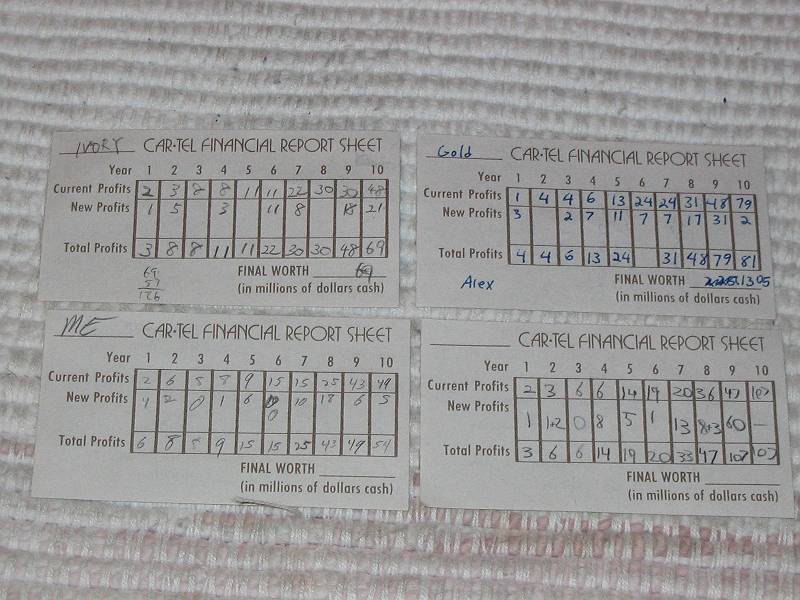 IVORY CAR•TEL FINANCIAL REPORT SHEET
Year 1 2 3 4 5 6 7 8 9 10
Current Profits 2 3 8 8 11 11 22 30 30 48
New Profits 1 5 3 11 8 18 21
Total Profits 3 8 8 11 11 22 30 30 48 69
FINAL WORTH 69
(in millions of dollars cash)
69
57
126
Gold CAR•TEL FINANCIAL REPORT SHEET
Year 1 2 3 4 5 6 7 8 9 10
Current Profits 1 4 4 6 13 24 24 31 48 79
New Profits 3 2 7 11 7 7 17 31 2
Total Profits 4 4 6 13 24 31 48 79 81
FINAL WORTH 1305
(in millions of dollars cash)
Alex
ME CAR•TEL FINANCIAL REPORT SHEET
Year 1 2 3 4 5 6 7 8 9 10
Current Profits 2 6 8 8 9 15 15 25 43 49
New Profits 4 2 0 1 6 0 10 18 6 5
Total Profits 6 8 8 9 15 15 25 43 49 54
FINAL WORTH
(in millions of dollars cash)
CAR•TEL FINANCIAL REPORT SHEET
Year 1 2 3 4 5 6 7 8 9 10
Current Profits 2 3 6 6 14 19 20 36 47 107
New Profits 1 1+2 0 8 5 1 13 8+3 60 —
Total Profits 3 6 6 14 19 20 33 47 107 107
FINAL WORTH
(in millions of dollars cash)